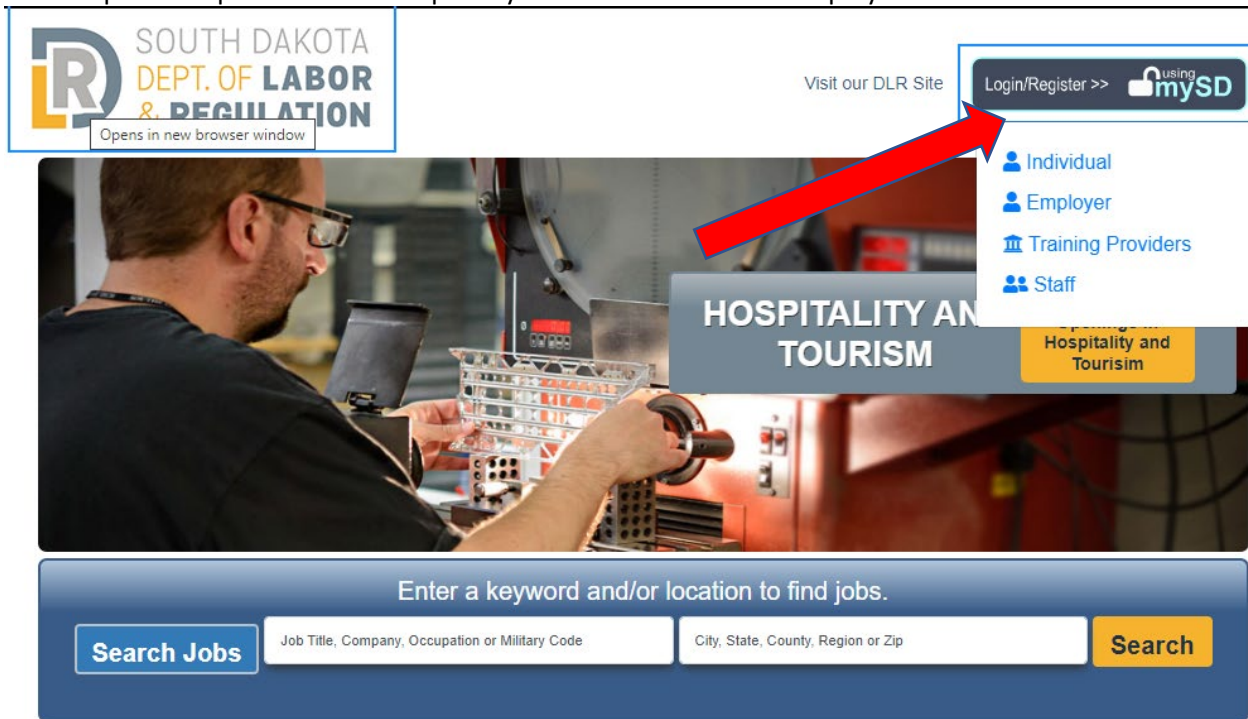 SOUTH DAKOTA
DEPT. OF LABOR
& REGULATION
Opens in new browser window
Visit our DLR Site
Login/Register >> using mySD
Individual
Employer
Training Providers
Staff
HOSPITALITY AN
TOURISM
Openings in
Hospitality and
Tourisim
Enter a keyword and/or location to find jobs.
Search Jobs
Job Title, Company, Occupation or Military Code
City, State, County, Region or Zip
Search